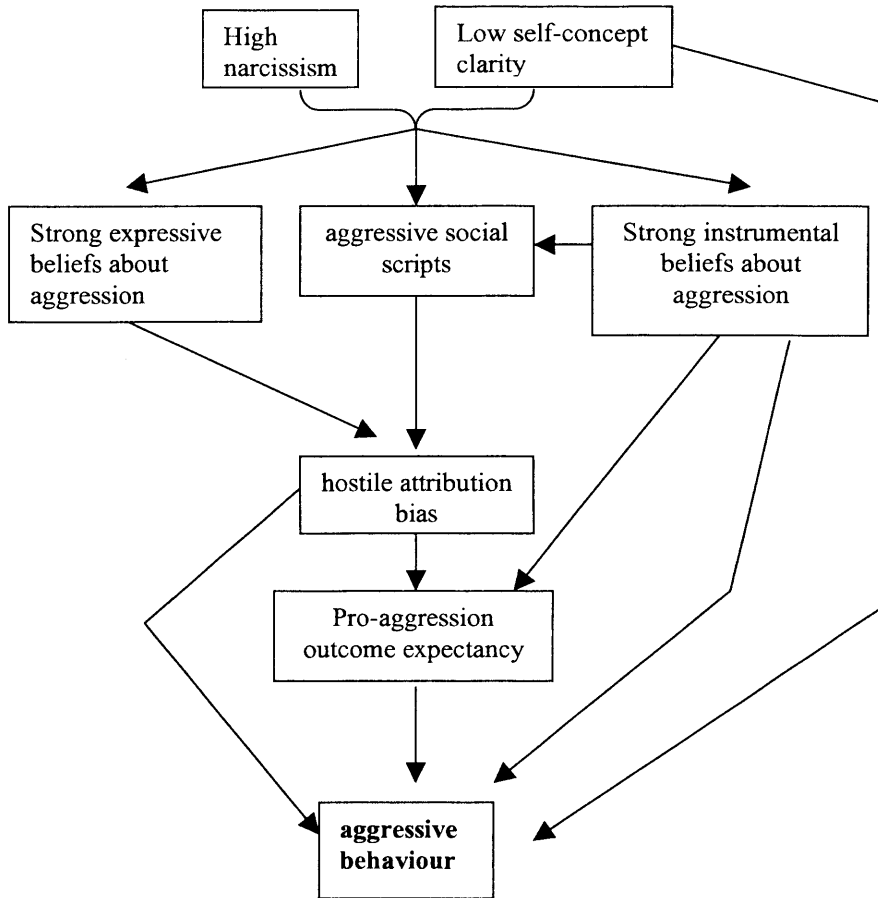 High
narcissism
Low self-concept
clarity
Strong expressive
beliefs about
aggression
aggressive social
scripts
Strong instrumental
beliefs about
aggression
hostile attribution
bias
Pro-aggression
outcome expectancy
aggressive
behaviour